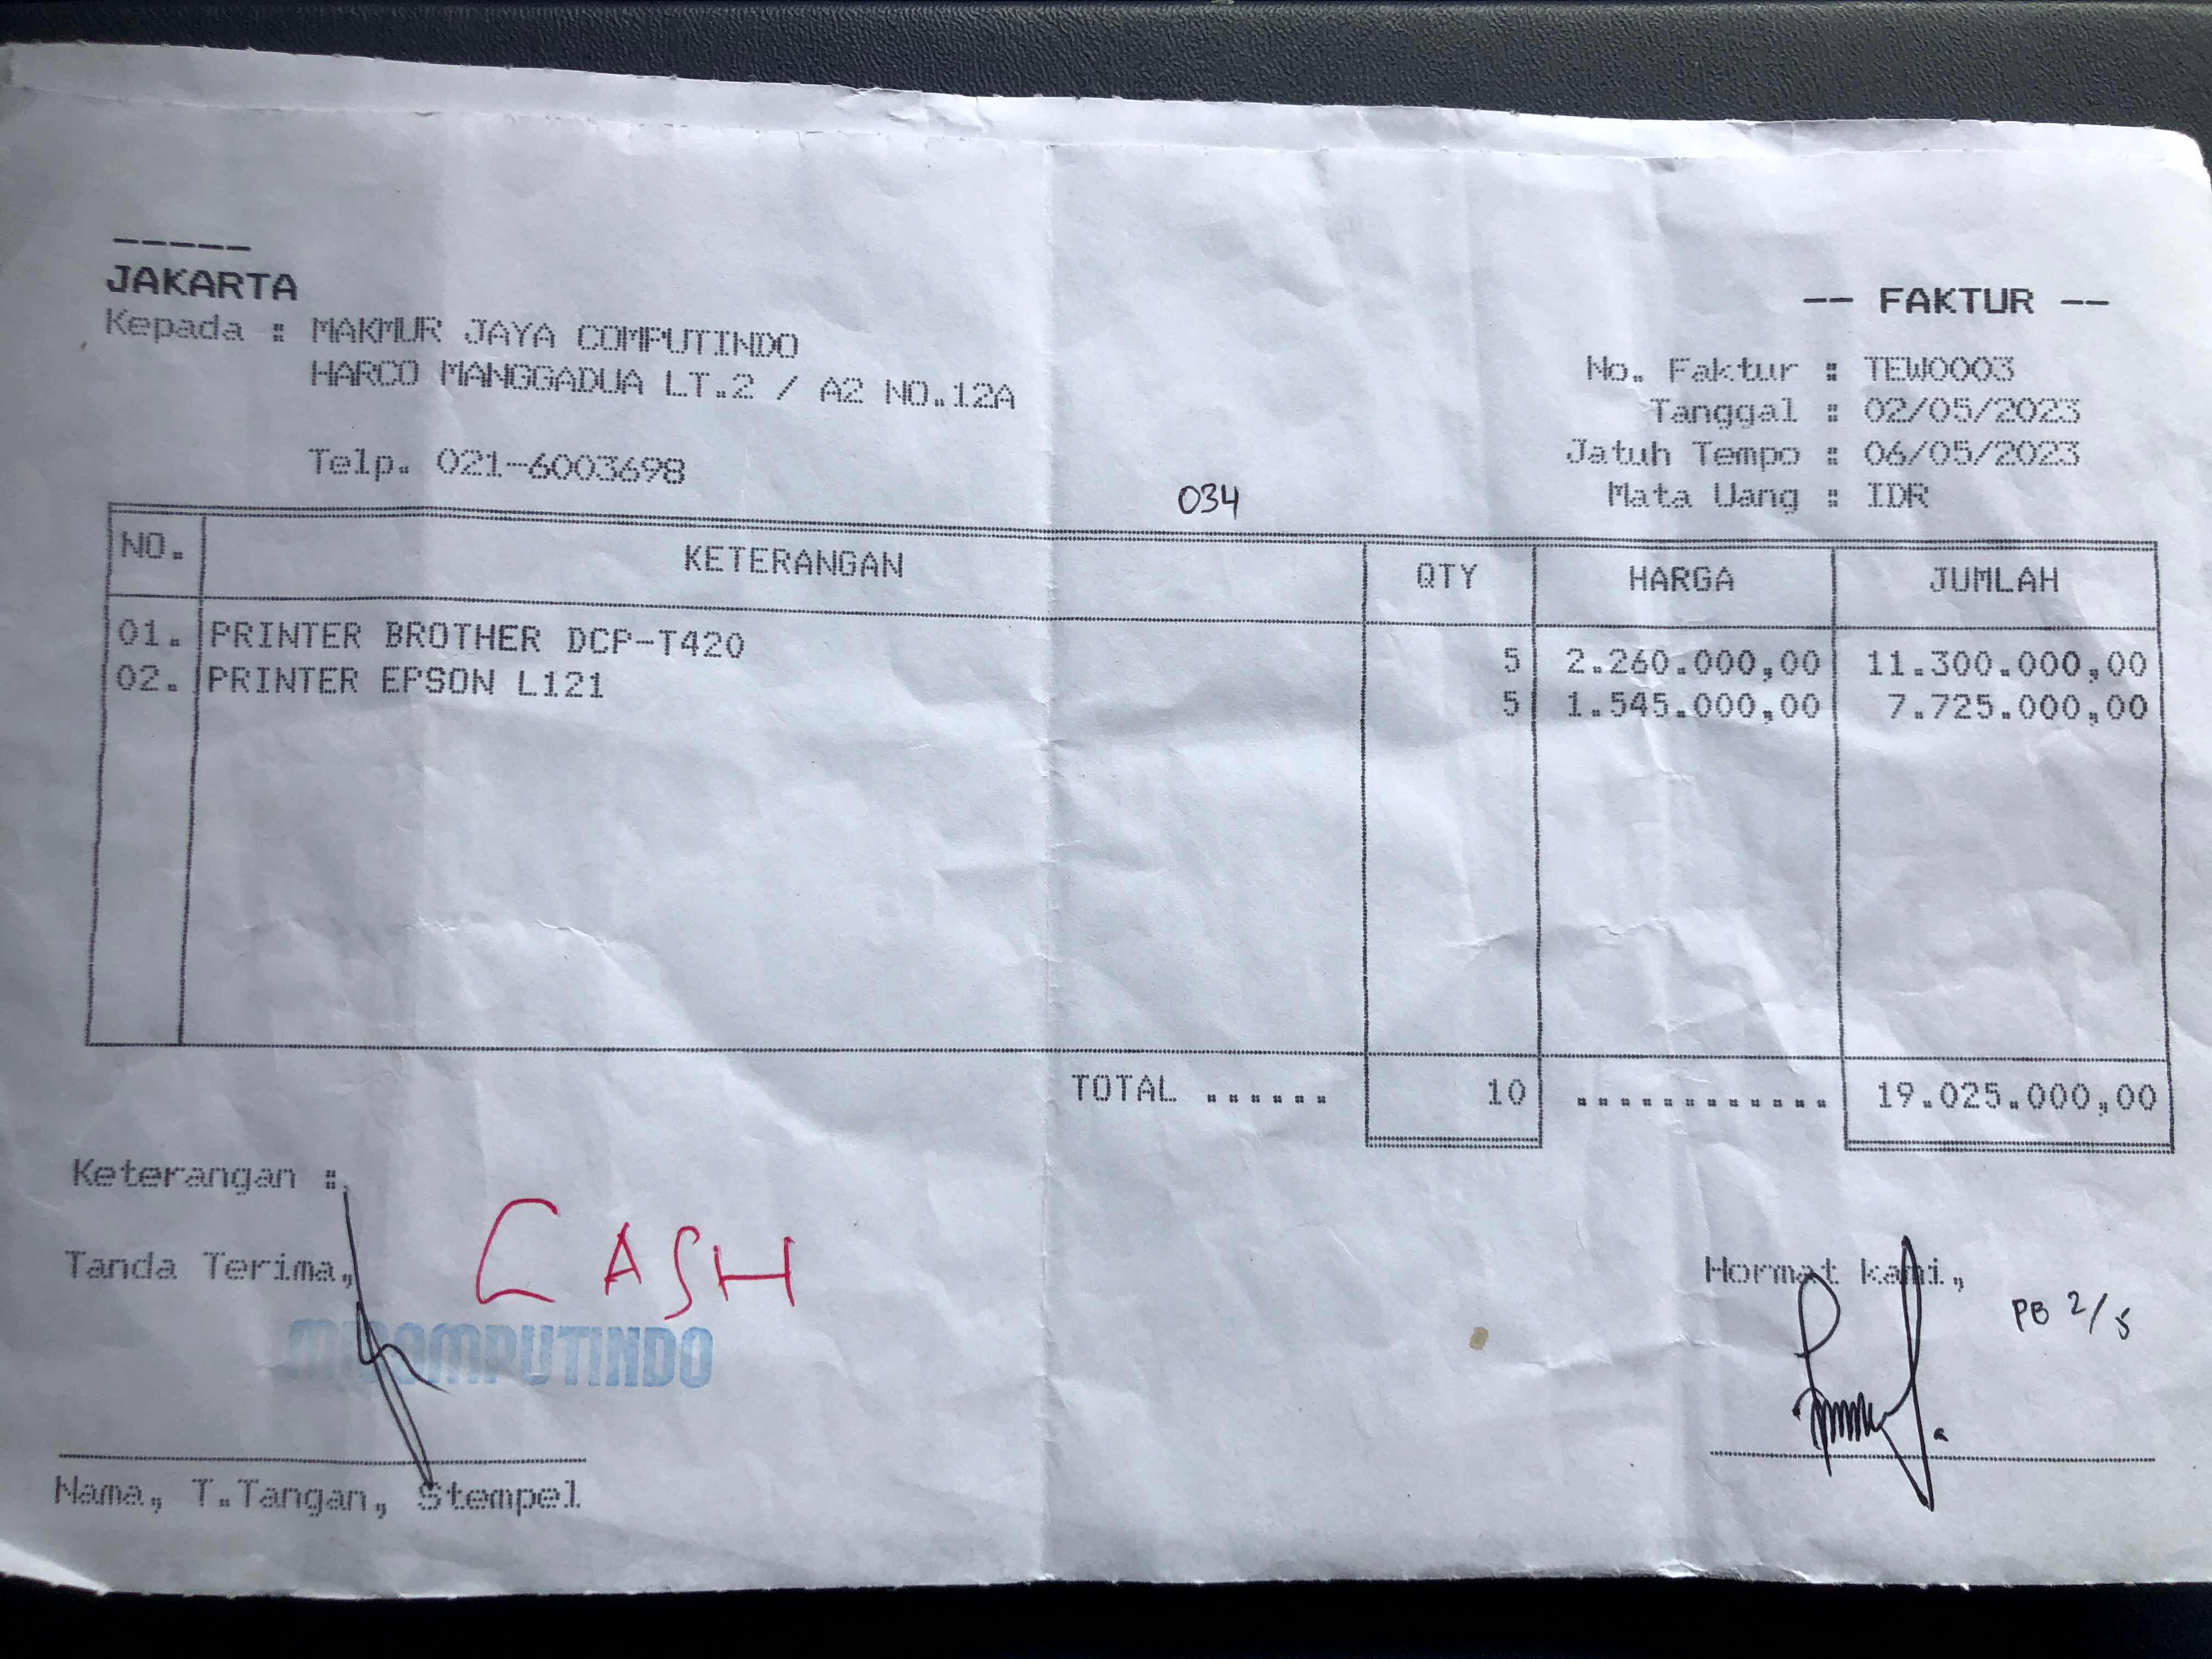 -----
JAKARTA
Kepada : MAKMUR JAYA COMPUTINDO
HARCO MANGGADUA LT.2 / A2 NO.12A
Telp. 021-6003698
-- FAKTUR --
No. Faktur : TEW0003
Tanggal : 02/05/2023
Jatuh Tempo : 06/05/2023
Mata Uang : IDR
034
NO. KETERANGAN QTY HARGA JUMLAH
01. PRINTER BROTHER DCP-T420 5 2.260.000,00 11.300.000,00
02. PRINTER EPSON L121 5 1.545.000,00 7.725.000,00
TOTAL ...... 10 ............ 19.025.000,00
Keterangan :
CASH
Tanda Terima,
Hormat kami,
PB 2/5
COMPUTINDO
Nama, T.Tangan, Stempel